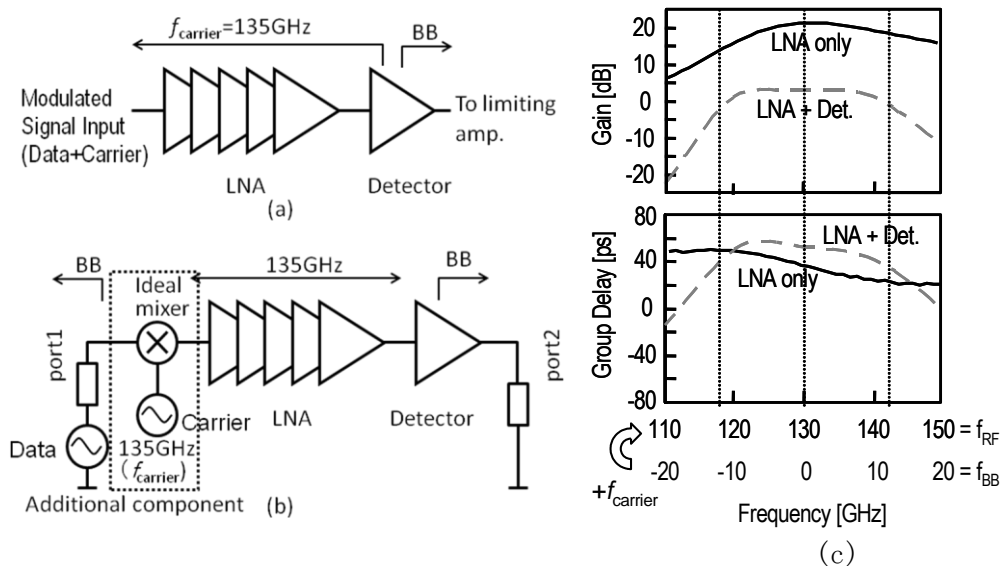 f_carrier=135GHz
BB
Modulated
Signal Input
(Data+Carrier)
To limiting
amp.
LNA
Detector
(a)
BB
Ideal
mixer
135GHz
BB
port1
port2
Carrier
LNA
Detector
Data
135GHz
(f_carrier)
Additional component
(b)
20
10
0
-10
-20
Gain [dB]
LNA only
LNA + Det.
80
40
0
-40
-80
Group Delay [ps]
LNA + Det.
LNA only
110 120 130 140 150 = f_RF
-20 -10 0 10 20 = f_BB
+f_carrier
Frequency [GHz]
(c)